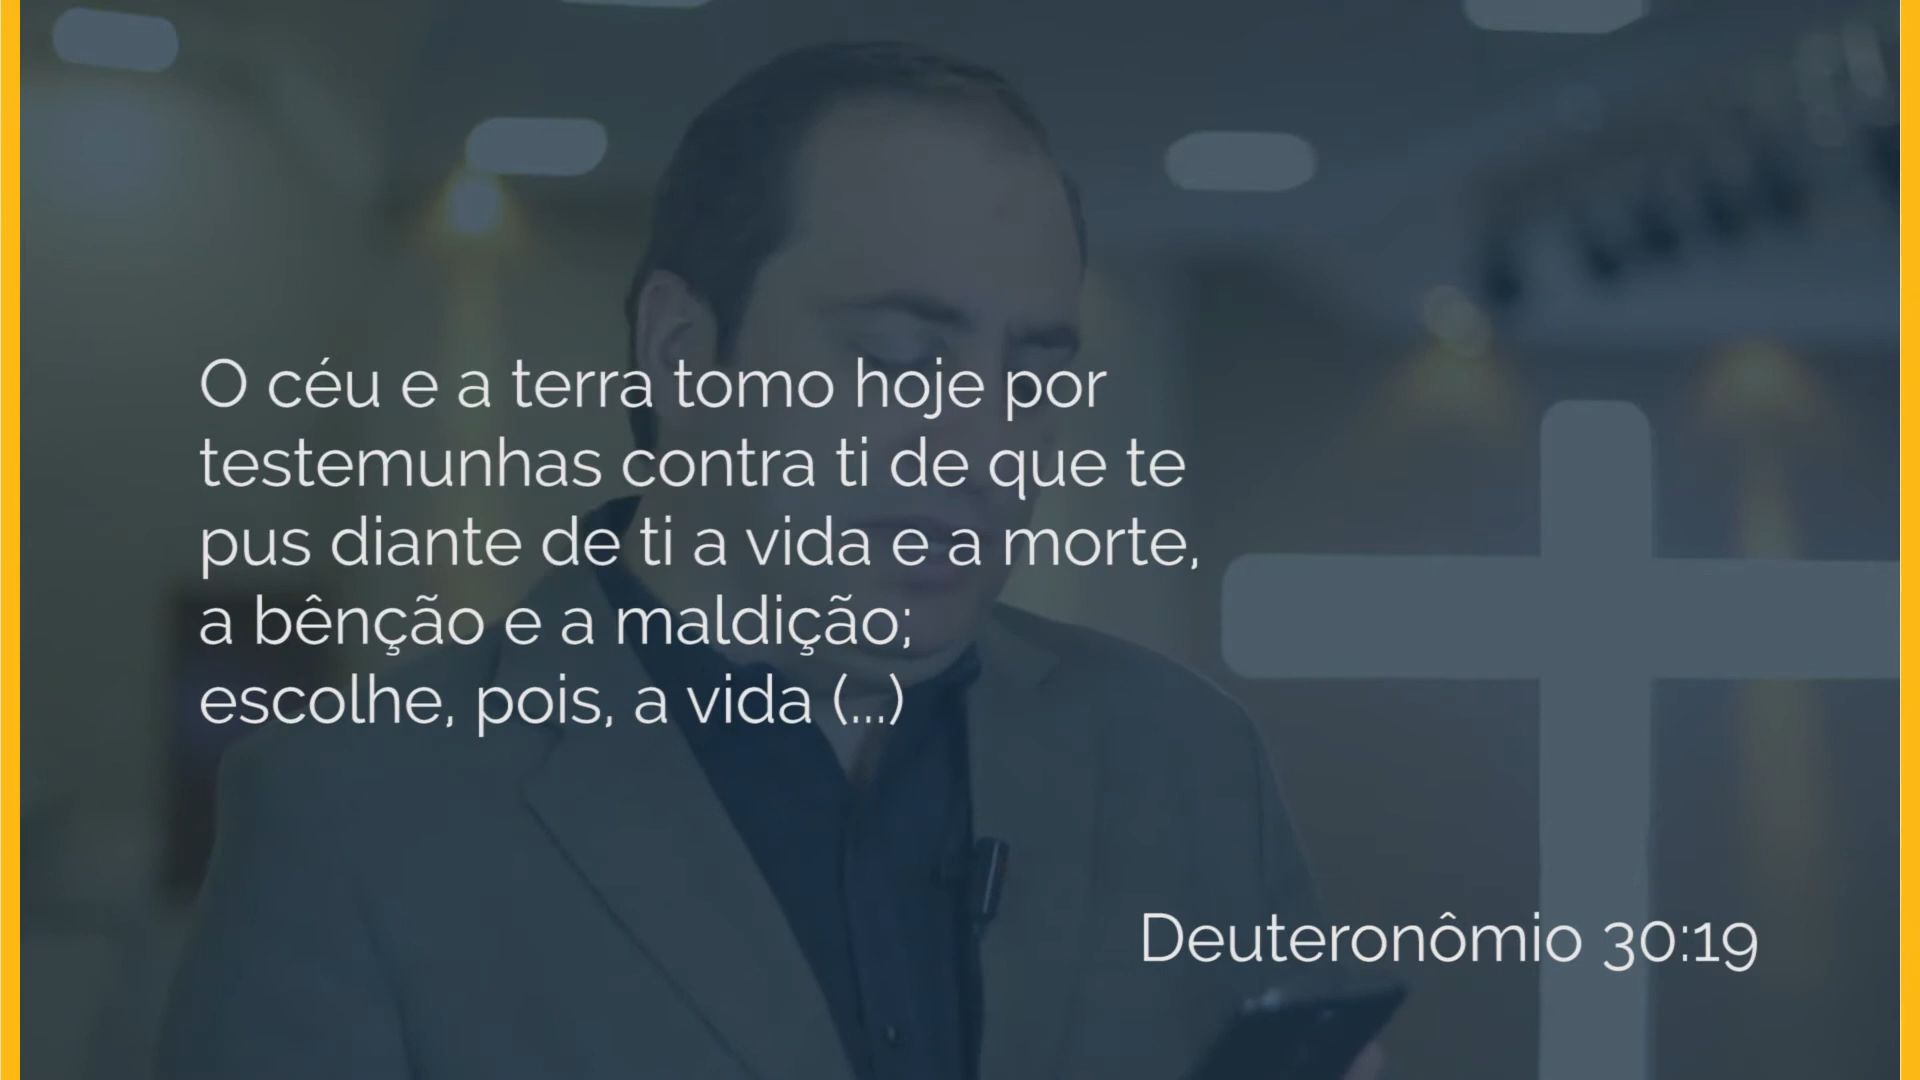 O céu e a terra tomo hoje por
testemunhas contra ti de que te
pus diante de ti a vida e a morte,
a bênção e a maldição;
escolhe, pois, a vida (...)
Deuteronômio 30:19